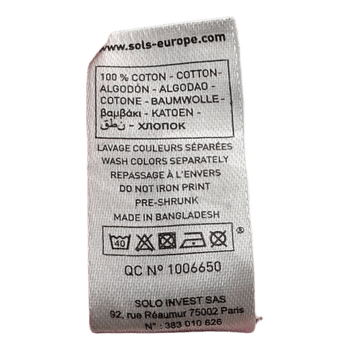 www.sols-europe.com
100 % COTON - COTTON-
ALGODÓN - ALGODAO -
COTONE - BAUMWOLLE-
βαμβάκι - KATOEN -
نطق - ХЛОПОК
LAVAGE COULEURS SÉPARÉES
WASH COLORS SEPARATELY
REPASSAGE À L'ENVERS
DO NOT IRON PRINT
PRE-SHRUNK
MADE IN BANGLADESH
40 ®
QC Nº 1006650
SOLO INVEST SAS
92, rue Réaumur 75002 Paris
N° : 383 010 626